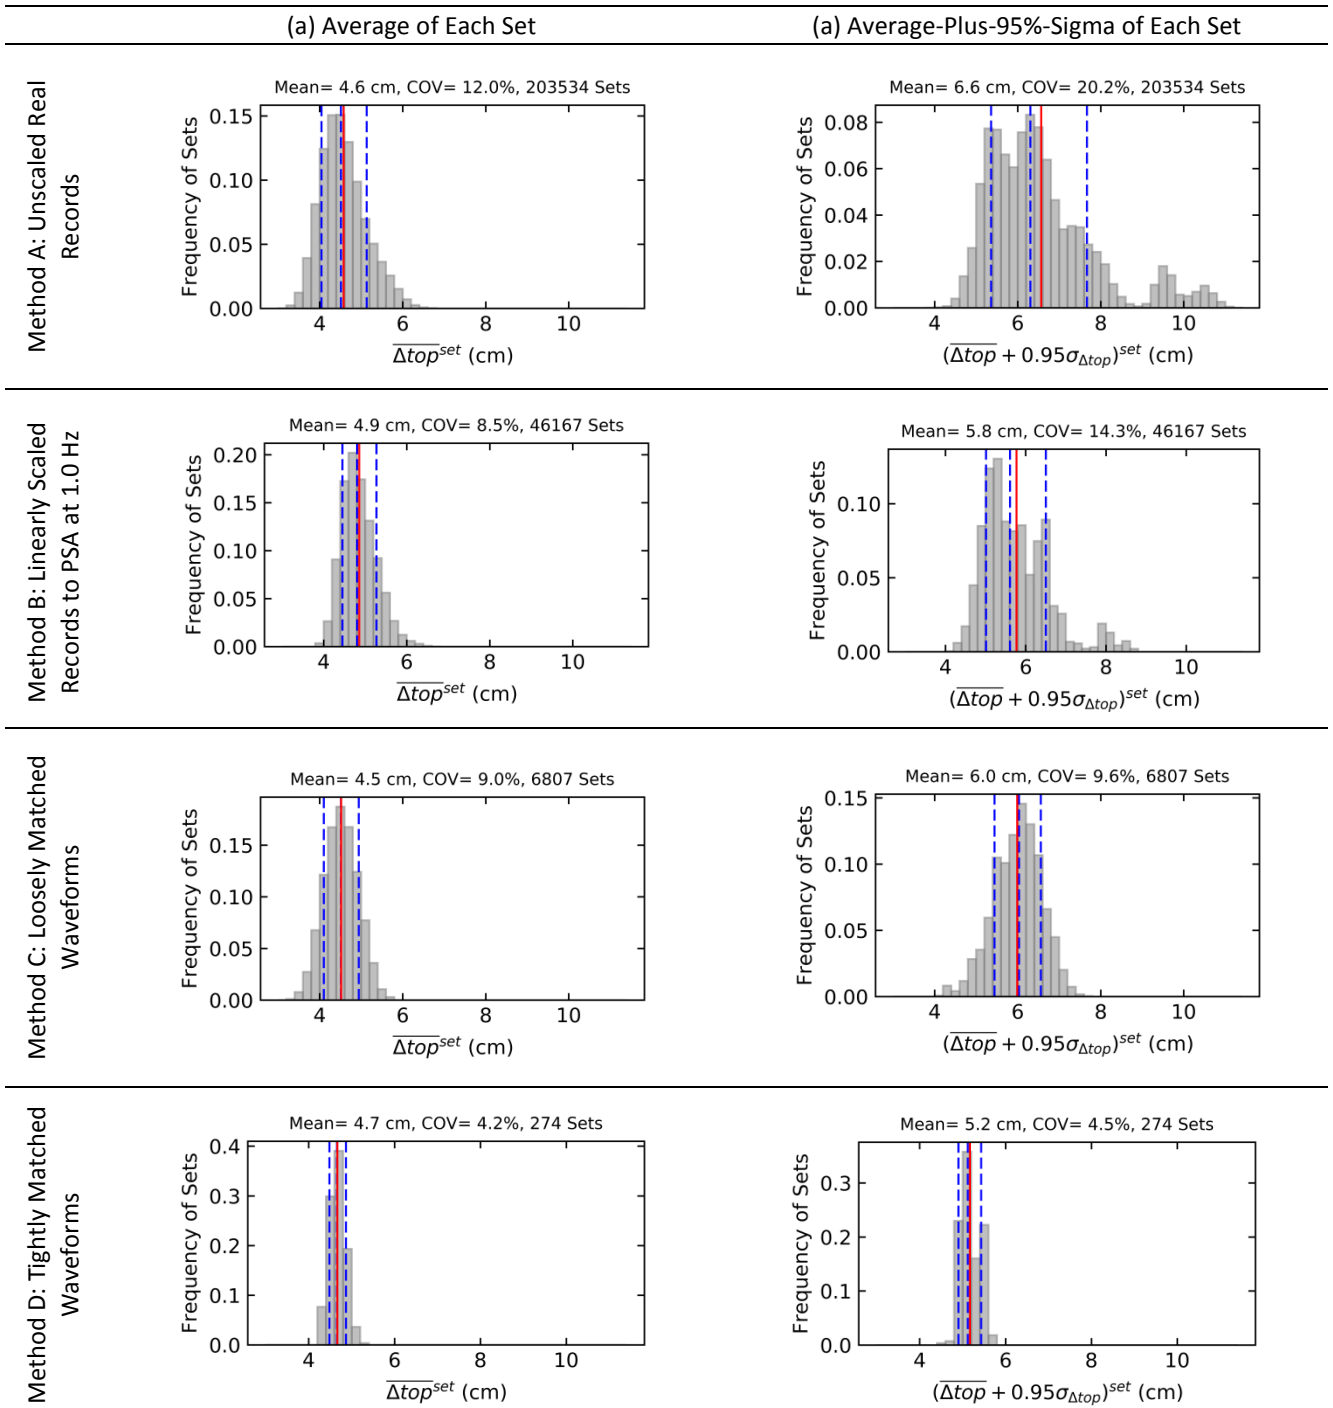 (a) Average of Each Set
(a) Average-Plus-95%-Sigma of Each Set
Method A: Unscaled Real
Records
Mean= 4.6 cm, COV= 12.0%, 203534 Sets
Frequency of Sets
0.15
0.10
0.05
0.00
4 6 8 10
Δtop^set (cm)
Mean= 6.6 cm, COV= 20.2%, 203534 Sets
Frequency of Sets
0.08
0.06
0.04
0.02
0.00
4 6 8 10
(Δtop + 0.95σΔtop)^set (cm)
Method B: Linearly Scaled
Records to PSA at 1.0 Hz
Mean= 4.9 cm, COV= 8.5%, 46167 Sets
Frequency of Sets
0.20
0.15
0.10
0.05
0.00
4 6 8 10
Δtop^set (cm)
Mean= 5.8 cm, COV= 14.3%, 46167 Sets
Frequency of Sets
0.10
0.05
0.00
4 6 8 10
(Δtop + 0.95σΔtop)^set (cm)
Method C: Loosely Matched
Waveforms
Mean= 4.5 cm, COV= 9.0%, 6807 Sets
Frequency of Sets
0.15
0.10
0.05
0.00
4 6 8 10
Δtop^set (cm)
Mean= 6.0 cm, COV= 9.6%, 6807 Sets
Frequency of Sets
0.15
0.10
0.05
0.00
4 6 8 10
(Δtop + 0.95σΔtop)^set (cm)
Method D: Tightly Matched
Waveforms
Mean= 4.7 cm, COV= 4.2%, 274 Sets
Frequency of Sets
0.4
0.3
0.2
0.1
0.0
4 6 8 10
Δtop^set (cm)
Mean= 5.2 cm, COV= 4.5%, 274 Sets
Frequency of Sets
0.3
0.2
0.1
0.0
4 6 8 10
(Δtop + 0.95σΔtop)^set (cm)